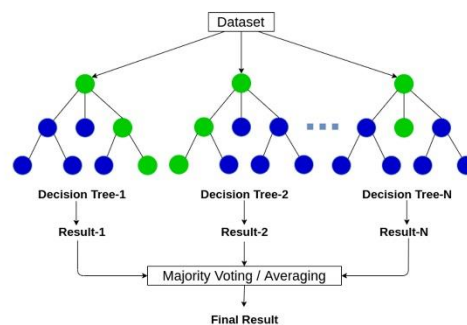 Dataset
Decision Tree-1
Decision Tree-2
Decision Tree-N
Result-1
Result-2
Result-N
Majority Voting / Averaging
Final Result